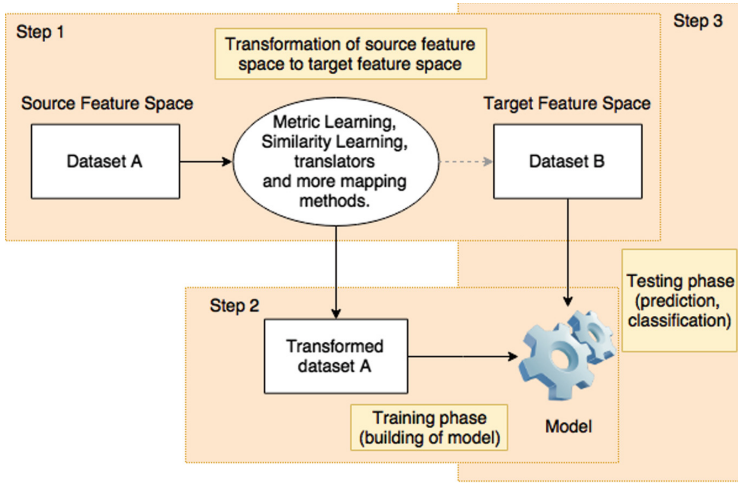 Step 1
Step 3
Transformation of source feature
space to target feature space
Source Feature Space
Target Feature Space
Dataset A
Metric Learning,
Similarity Learning,
translators
and more mapping
methods.
Dataset B
Testing phase
(prediction,
classification)
Step 2
Transformed
dataset A
Training phase
(building of model)
Model